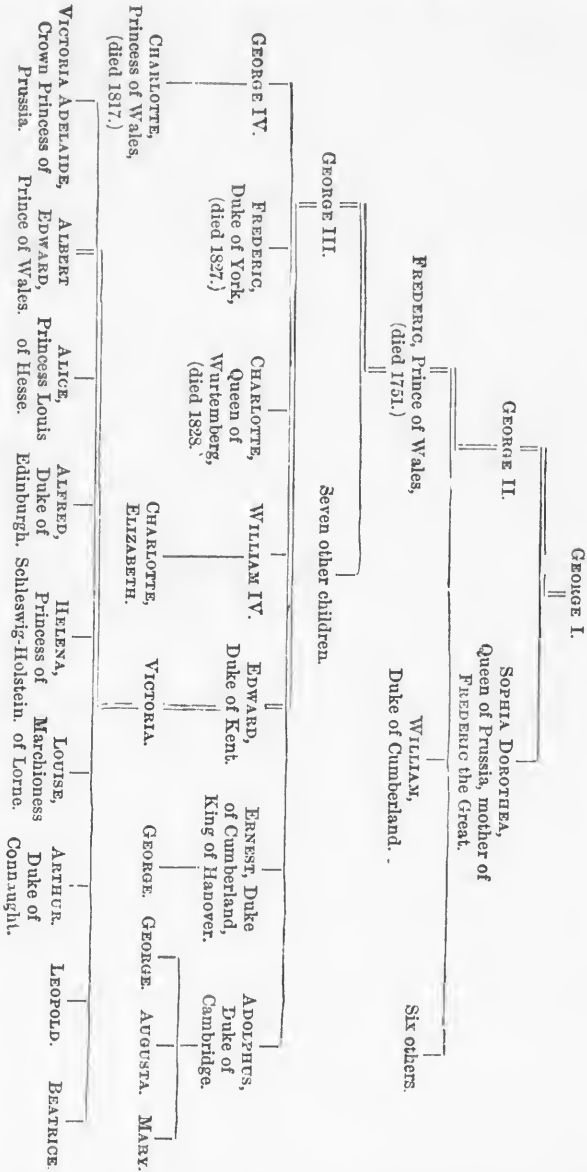 GEORGE I.
GEORGE II.
SOPHIA DOROTHEA,
Queen of Prussia, mother of
FREDERIC the Great.
FREDERIC, Prince of Wales,
(died 1751.)
WILLIAM,
Duke of Cumberland.
Six others.
GEORGE III.
Seven other children.
GEORGE IV.
FREDERIC,
Duke of York,
(died 1827.)
CHARLOTTE,
Queen of
Wurtemberg,
(died 1828.)
WILLIAM IV.
EDWARD,
Duke of Kent.
ERNEST, Duke
of Cumberland,
King of Hanover.
ADOLPHUS,
Duke of
Cambridge.
CHARLOTTE,
Princess of Wales,
(died 1817.)
CHARLOTTE,
ELIZABETH.
VICTORIA.
GEORGE.
GEORGE.
AUGUSTA.
MARY.
VICTORIA ADELAIDE,
Crown Princess of
Prussia.
ALBERT
EDWARD,
Prince of Wales.
ALICE,
Princess Louis
of Hesse.
ALFRED,
Duke of
Edinburgh.
HELENA,
Princess of
Schleswig-Holstein.
LOUISE,
Marchioness
of Lorne.
ARTHUR.
Duke of
Connaught.
LEOPOLD.
BEATRICE.